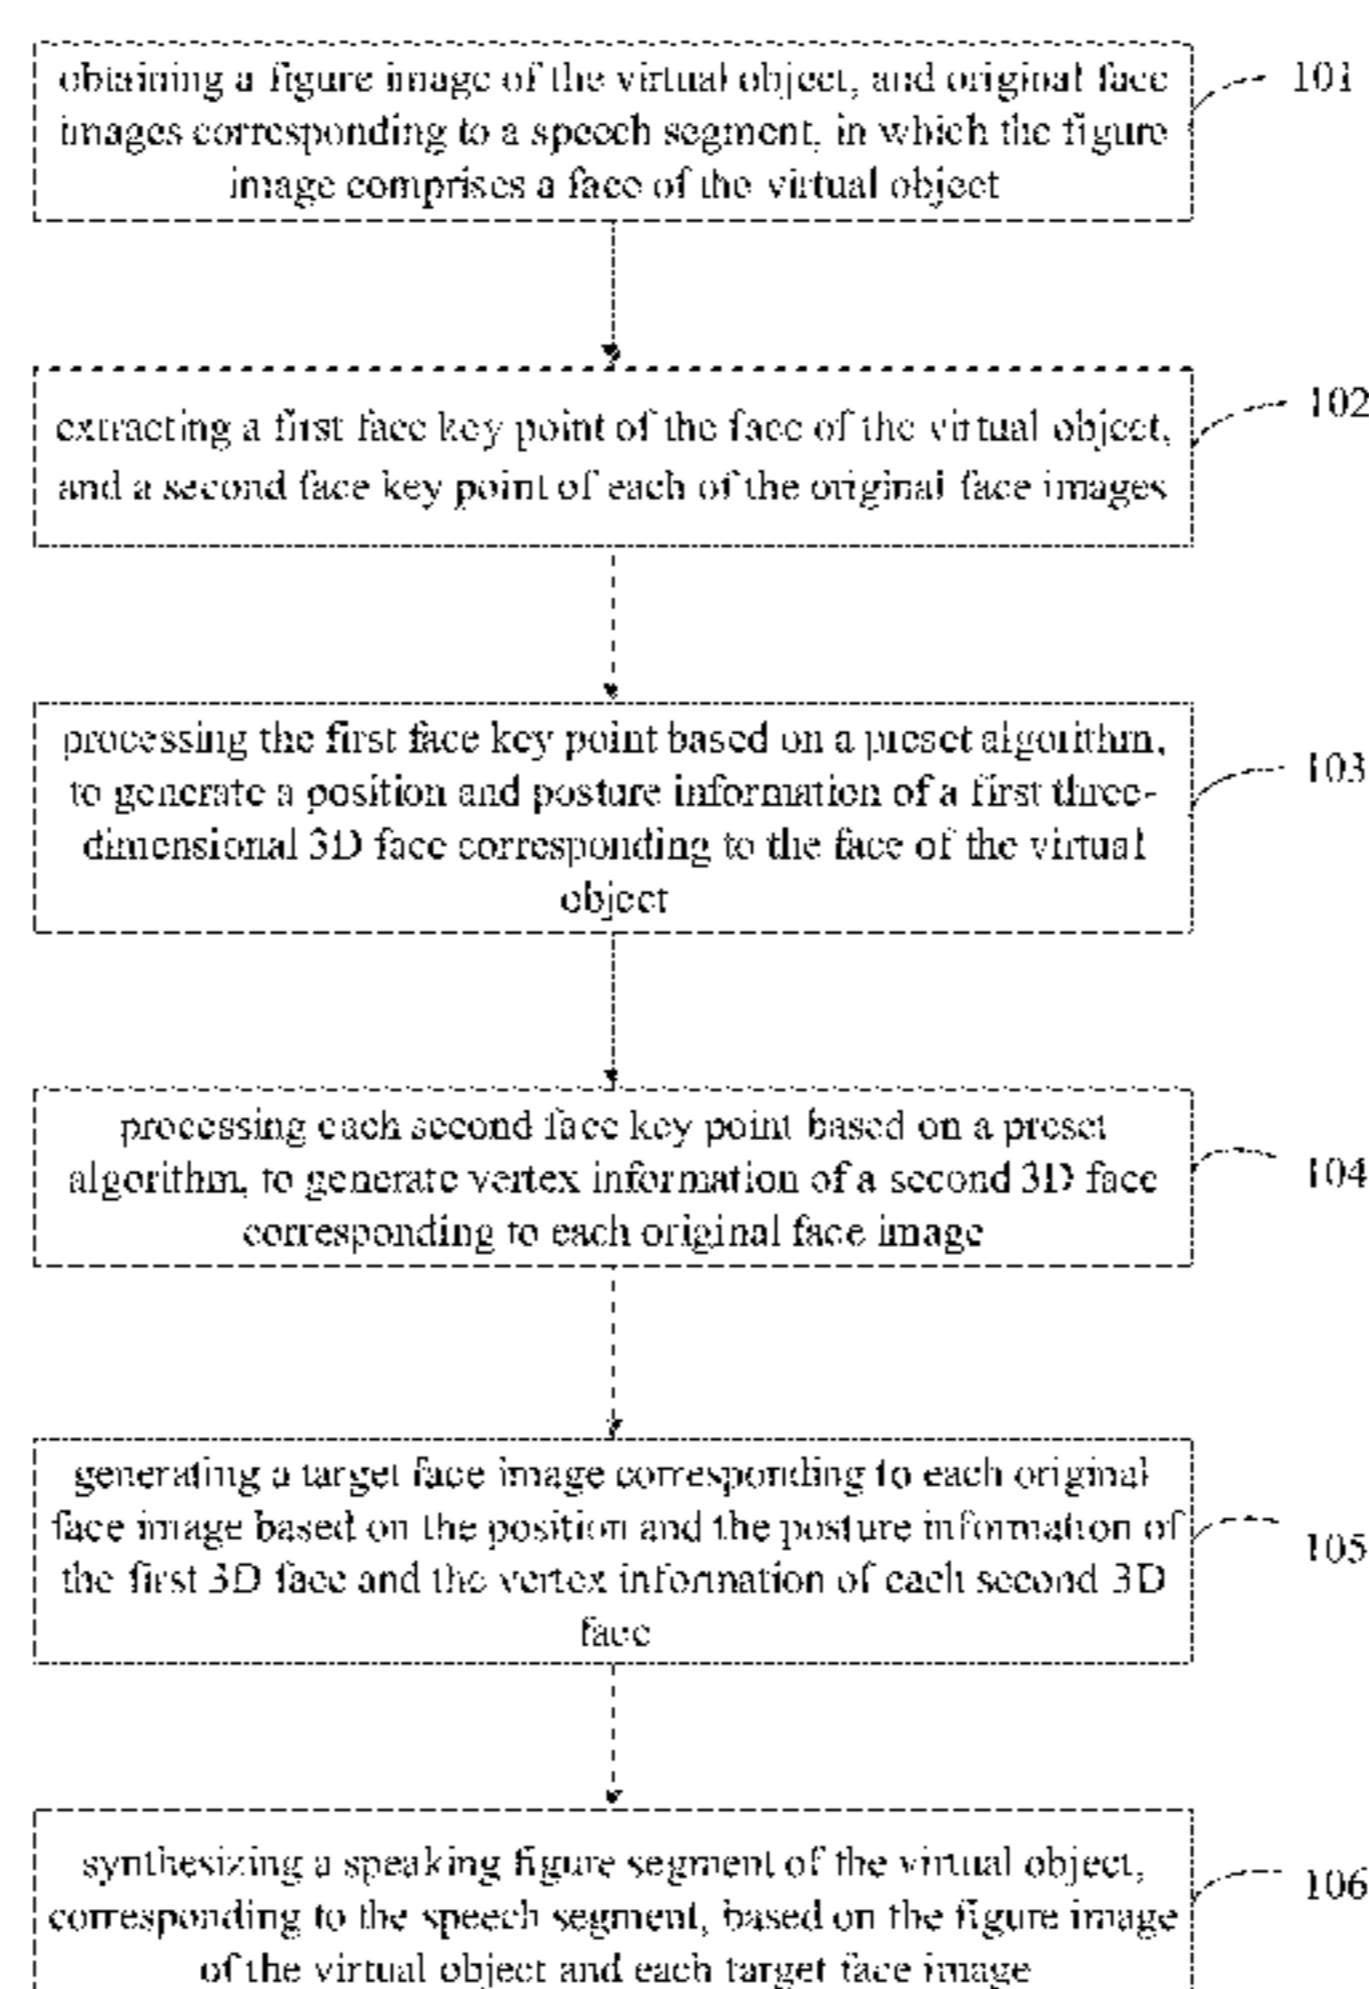 obtaining a figure image of the virtual object, and original face
images corresponding to a speech segment, in which the figure
image comprises a face of the virtual object
101
extracting a first face key point of the face of the virtual object,
and a second face key point of each of the original face images
102
processing the first face key point based on a preset algorithm,
to generate a position and posture information of a first three-
dimensional 3D face corresponding to the face of the virtual
object
103
processing each second face key point based on a preset
algorithm, to generate vertex information of a second 3D face
corresponding to each original face image
104
generating a target face image corresponding to each original
face image based on the position and the posture information of
the first 3D face and the vertex information of each second 3D
face
105
synthesizing a speaking figure segment of the virtual object,
corresponding to the speech segment, based on the figure image
of the virtual object and each target face image
106